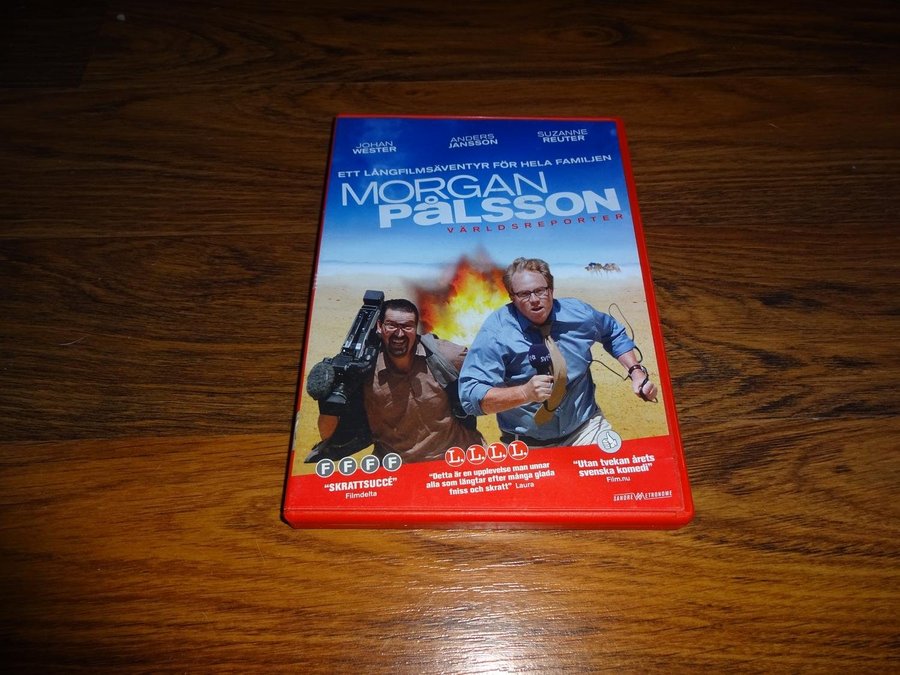 JOHAN WESTER
ANDERS JANSSON
SUZANNE REUTER
ETT LÅNGFILMSÄVENTYR FÖR HELA FAMILJEN
MORGAN
PÅLSSON
VÄRLDSREPORTER
F F F F
"SKRATTSUCCÉ"
Filmdelta
L. L. L. L.
"Detta är en upplevelse man unnar
alla som längtar efter många glada
fniss och skratt" Laura
"Utan tvekan årets
svenska komedi"
Film.nu
SANDREW METRONOME